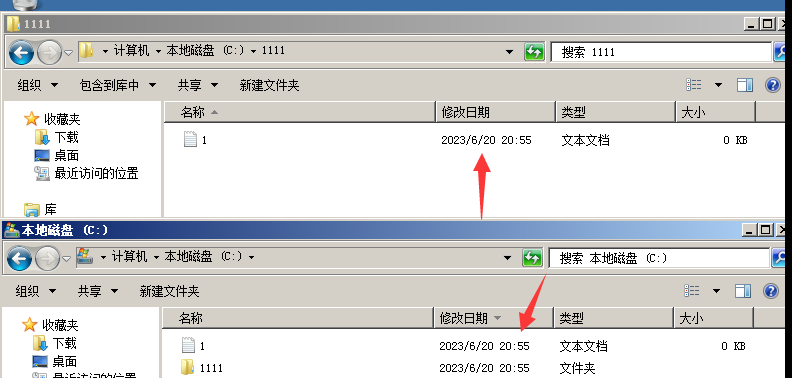 1111
计算机 本地磁盘 (C:) 1111 搜索 1111
组织 包含到库中 共享 新建文件夹
收藏夹 名称 修改日期 类型 大小
下载 1 2023/6/20 20:55 文本文档 0 KB
桌面
最近访问的位置
库
本地磁盘 (C:)
计算机 本地磁盘 (C:) 搜索 本地磁盘 (C:)
组织 共享 新建文件夹
收藏夹 名称 修改日期 类型 大小
下载 1 2023/6/20 20:55 文本文档 0 KB
桌面 1111 2023/6/20 20:55 文件夹
最近访问的位置